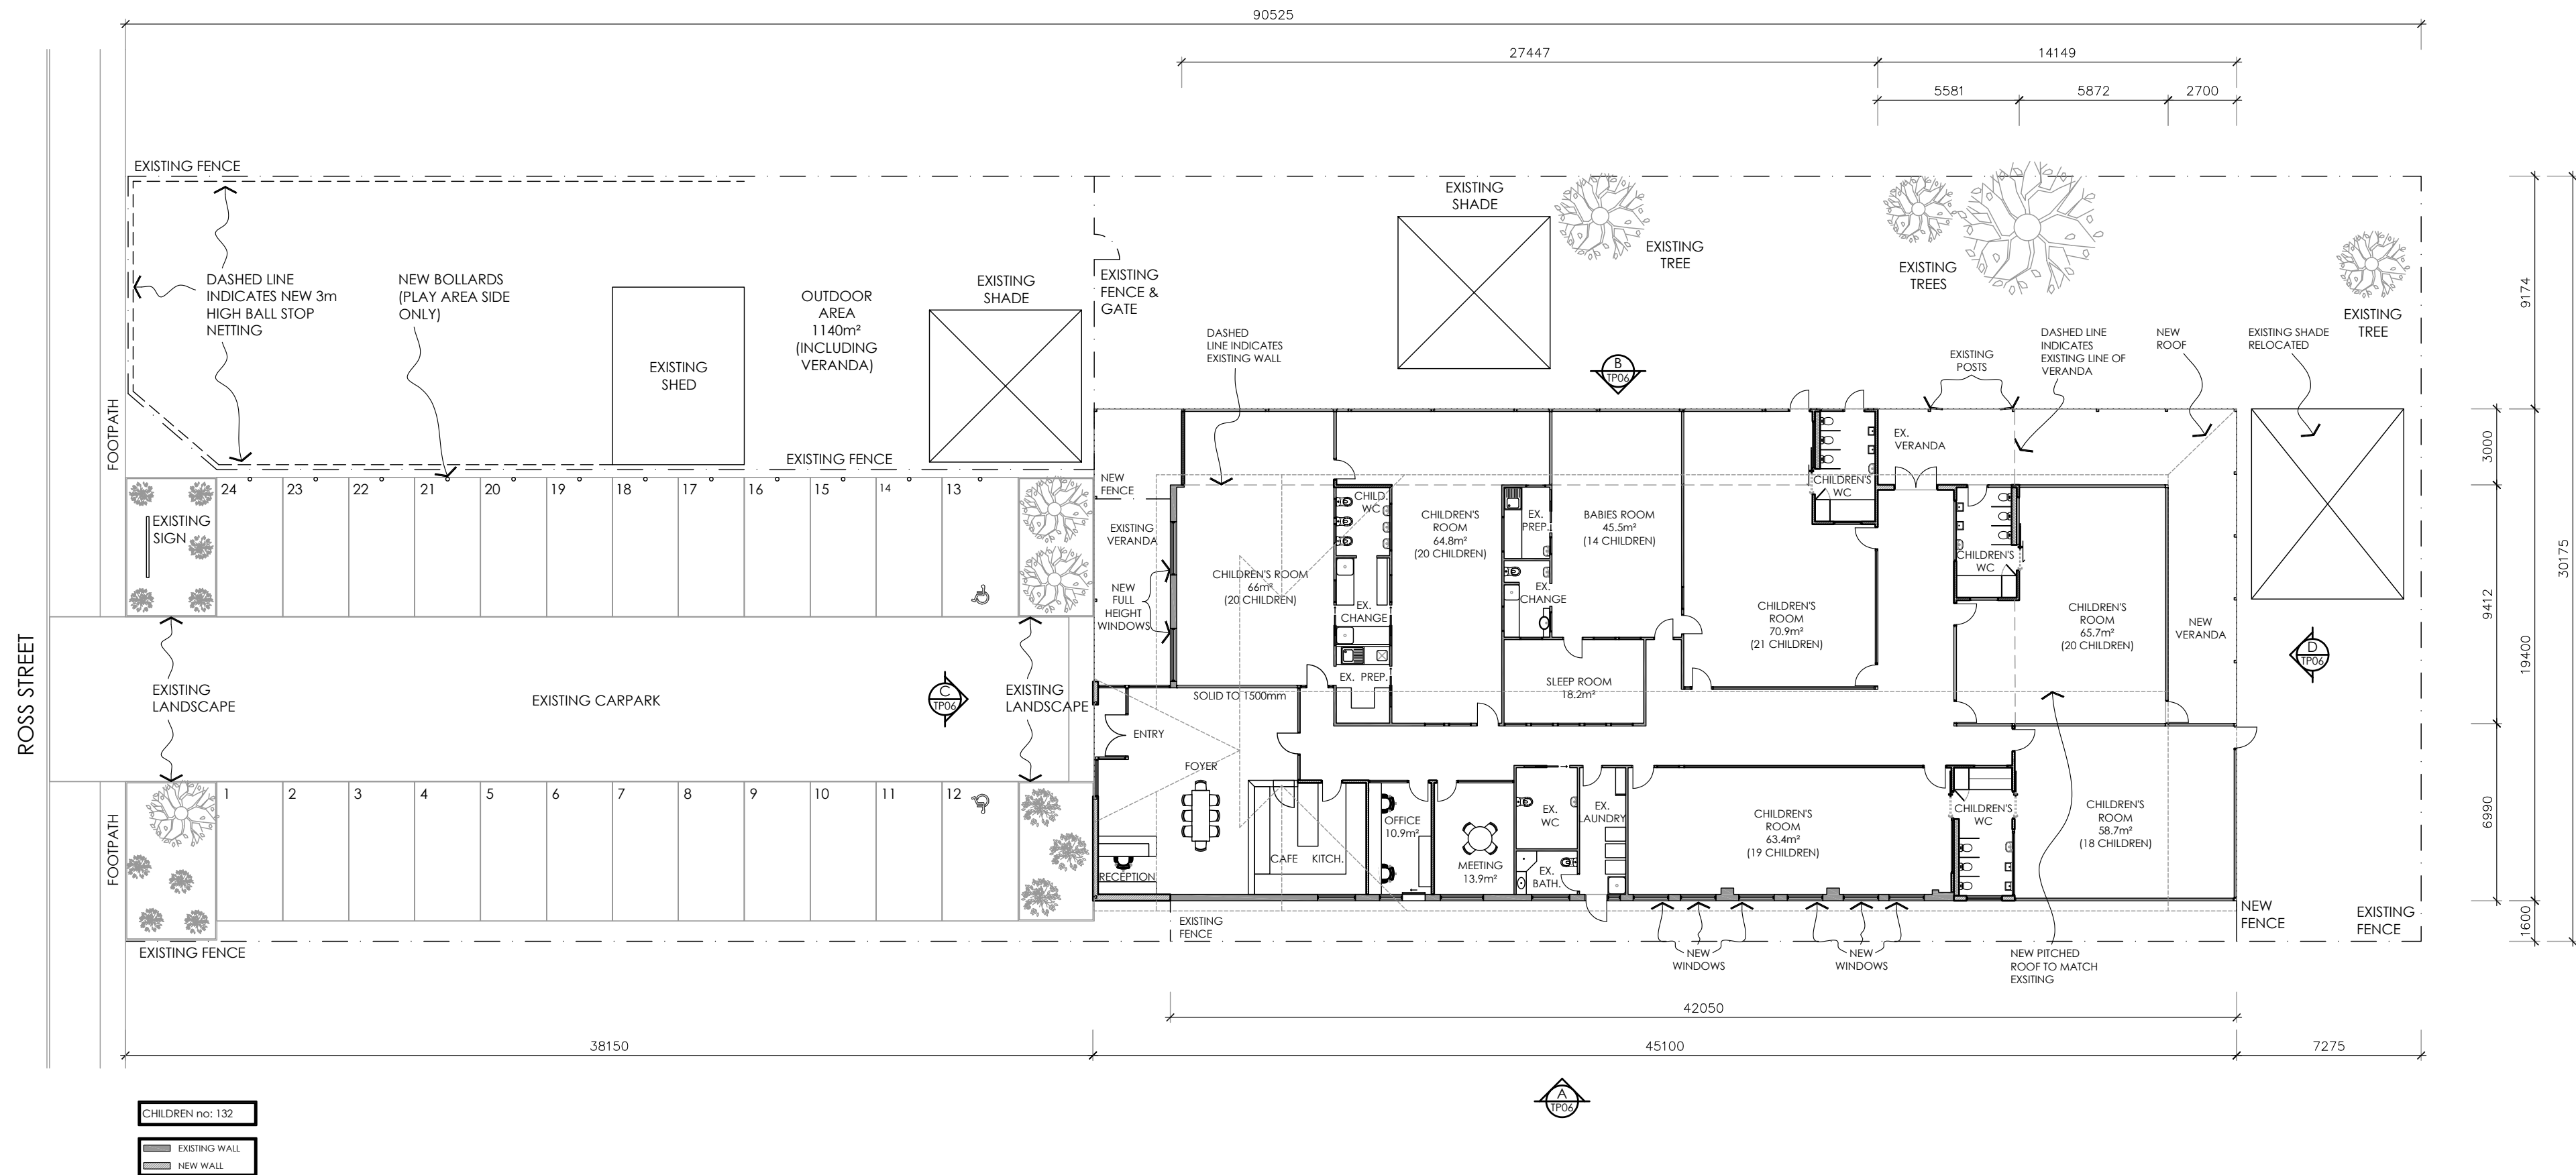 90525
27447
14149
5581
5872
2700
EXISTING FENCE
EXISTING
SHADE
DASHED LINE
INDICATES NEW 3m
HIGH BALL STOP
NETTING
NEW BOLLARDS
(PLAY AREA SIDE
ONLY)
EXISTING
SHED
OUTDOOR
AREA
1140m²
(INCLUDING
VERANDA)
EXISTING
SHADE
EXISTING
FENCE &
GATE
EXISTING
TREE
EXISTING
TREES
EXISTING
TREE
DASHED
LINE INDICATES
EXISTING WALL
B
TP06
EXISTING
POSTS
DASHED LINE
INDICATES
EXISTING LINE OF
VERANDA
NEW
ROOF
EXISTING SHADE
RELOCATED
9174
30175
3000
9412
19400
6990
1600
FOOTPATH
EXISTING FENCE
24
23
22
21
20
19
18
17
16
15
14
13
EXISTING
SIGN
NEW
FENCE
EXISTING
VERANDA
NEW
FULL
HEIGHT
WINDOWS
CHILDREN'S ROOM
66m²
(20 CHILDREN)
CHILD.
WC
EX.
CHANGE
EX. PREP.
CHILDREN'S
ROOM
64.8m²
(20 CHILDREN)
EX.
PREP.
EX.
CHANGE
BABIES ROOM
45.5m²
(14 CHILDREN)
SLEEP ROOM
18.2m²
CHILDREN'S
ROOM
70.9m²
(21 CHILDREN)
CHILDREN'S
WC
EX.
VERANDA
CHILDREN'S
WC
CHILDREN'S
ROOM
65.7m²
(20 CHILDREN)
NEW
VERANDA
D
TP06
ROSS STREET
EXISTING
LANDSCAPE
EXISTING CARPARK
C
TP06
EXISTING
LANDSCAPE
SOLID TO 1500mm
ENTRY
FOYER
FOOTPATH
1
2
3
4
5
6
7
8
9
10
11
12
RECEPTION
CAFE
KITCH.
OFFICE
10.9m²
MEETING
13.9m²
EX.
WC
EX.
BATH.
EX.
LAUNDRY
CHILDREN'S
ROOM
63.4m²
(19 CHILDREN)
CHILDREN'S
WC
CHILDREN'S
ROOM
58.7m²
(18 CHILDREN)
EXISTING FENCE
EXISTING
FENCE
NEW
WINDOWS
NEW
WINDOWS
NEW PITCHED
ROOF TO MATCH
EXSITING
NEW
FENCE
EXISTING
FENCE
42050
38150
45100
7275
A
TP06
CHILDREN no: 132
EXISTING WALL
NEW WALL